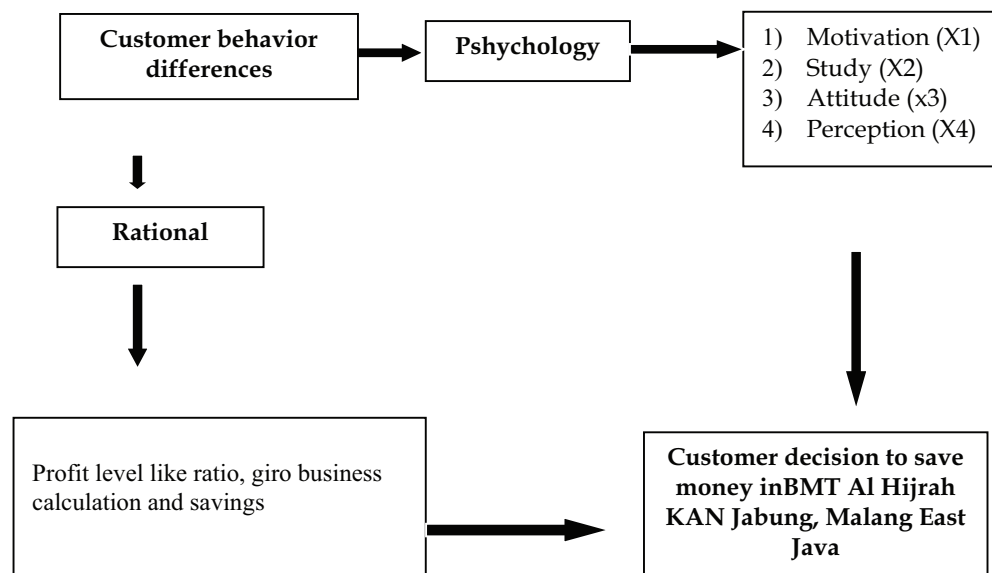 Customer behavior
differences
Pshychology
1) Motivation (X1)
2) Study (X2)
3) Attitude (x3)
4) Perception (X4)
Rational
Profit level like ratio, giro business
calculation and savings
Customer decision to save
money inBMT Al Hijrah
KAN Jabung, Malang East
Java